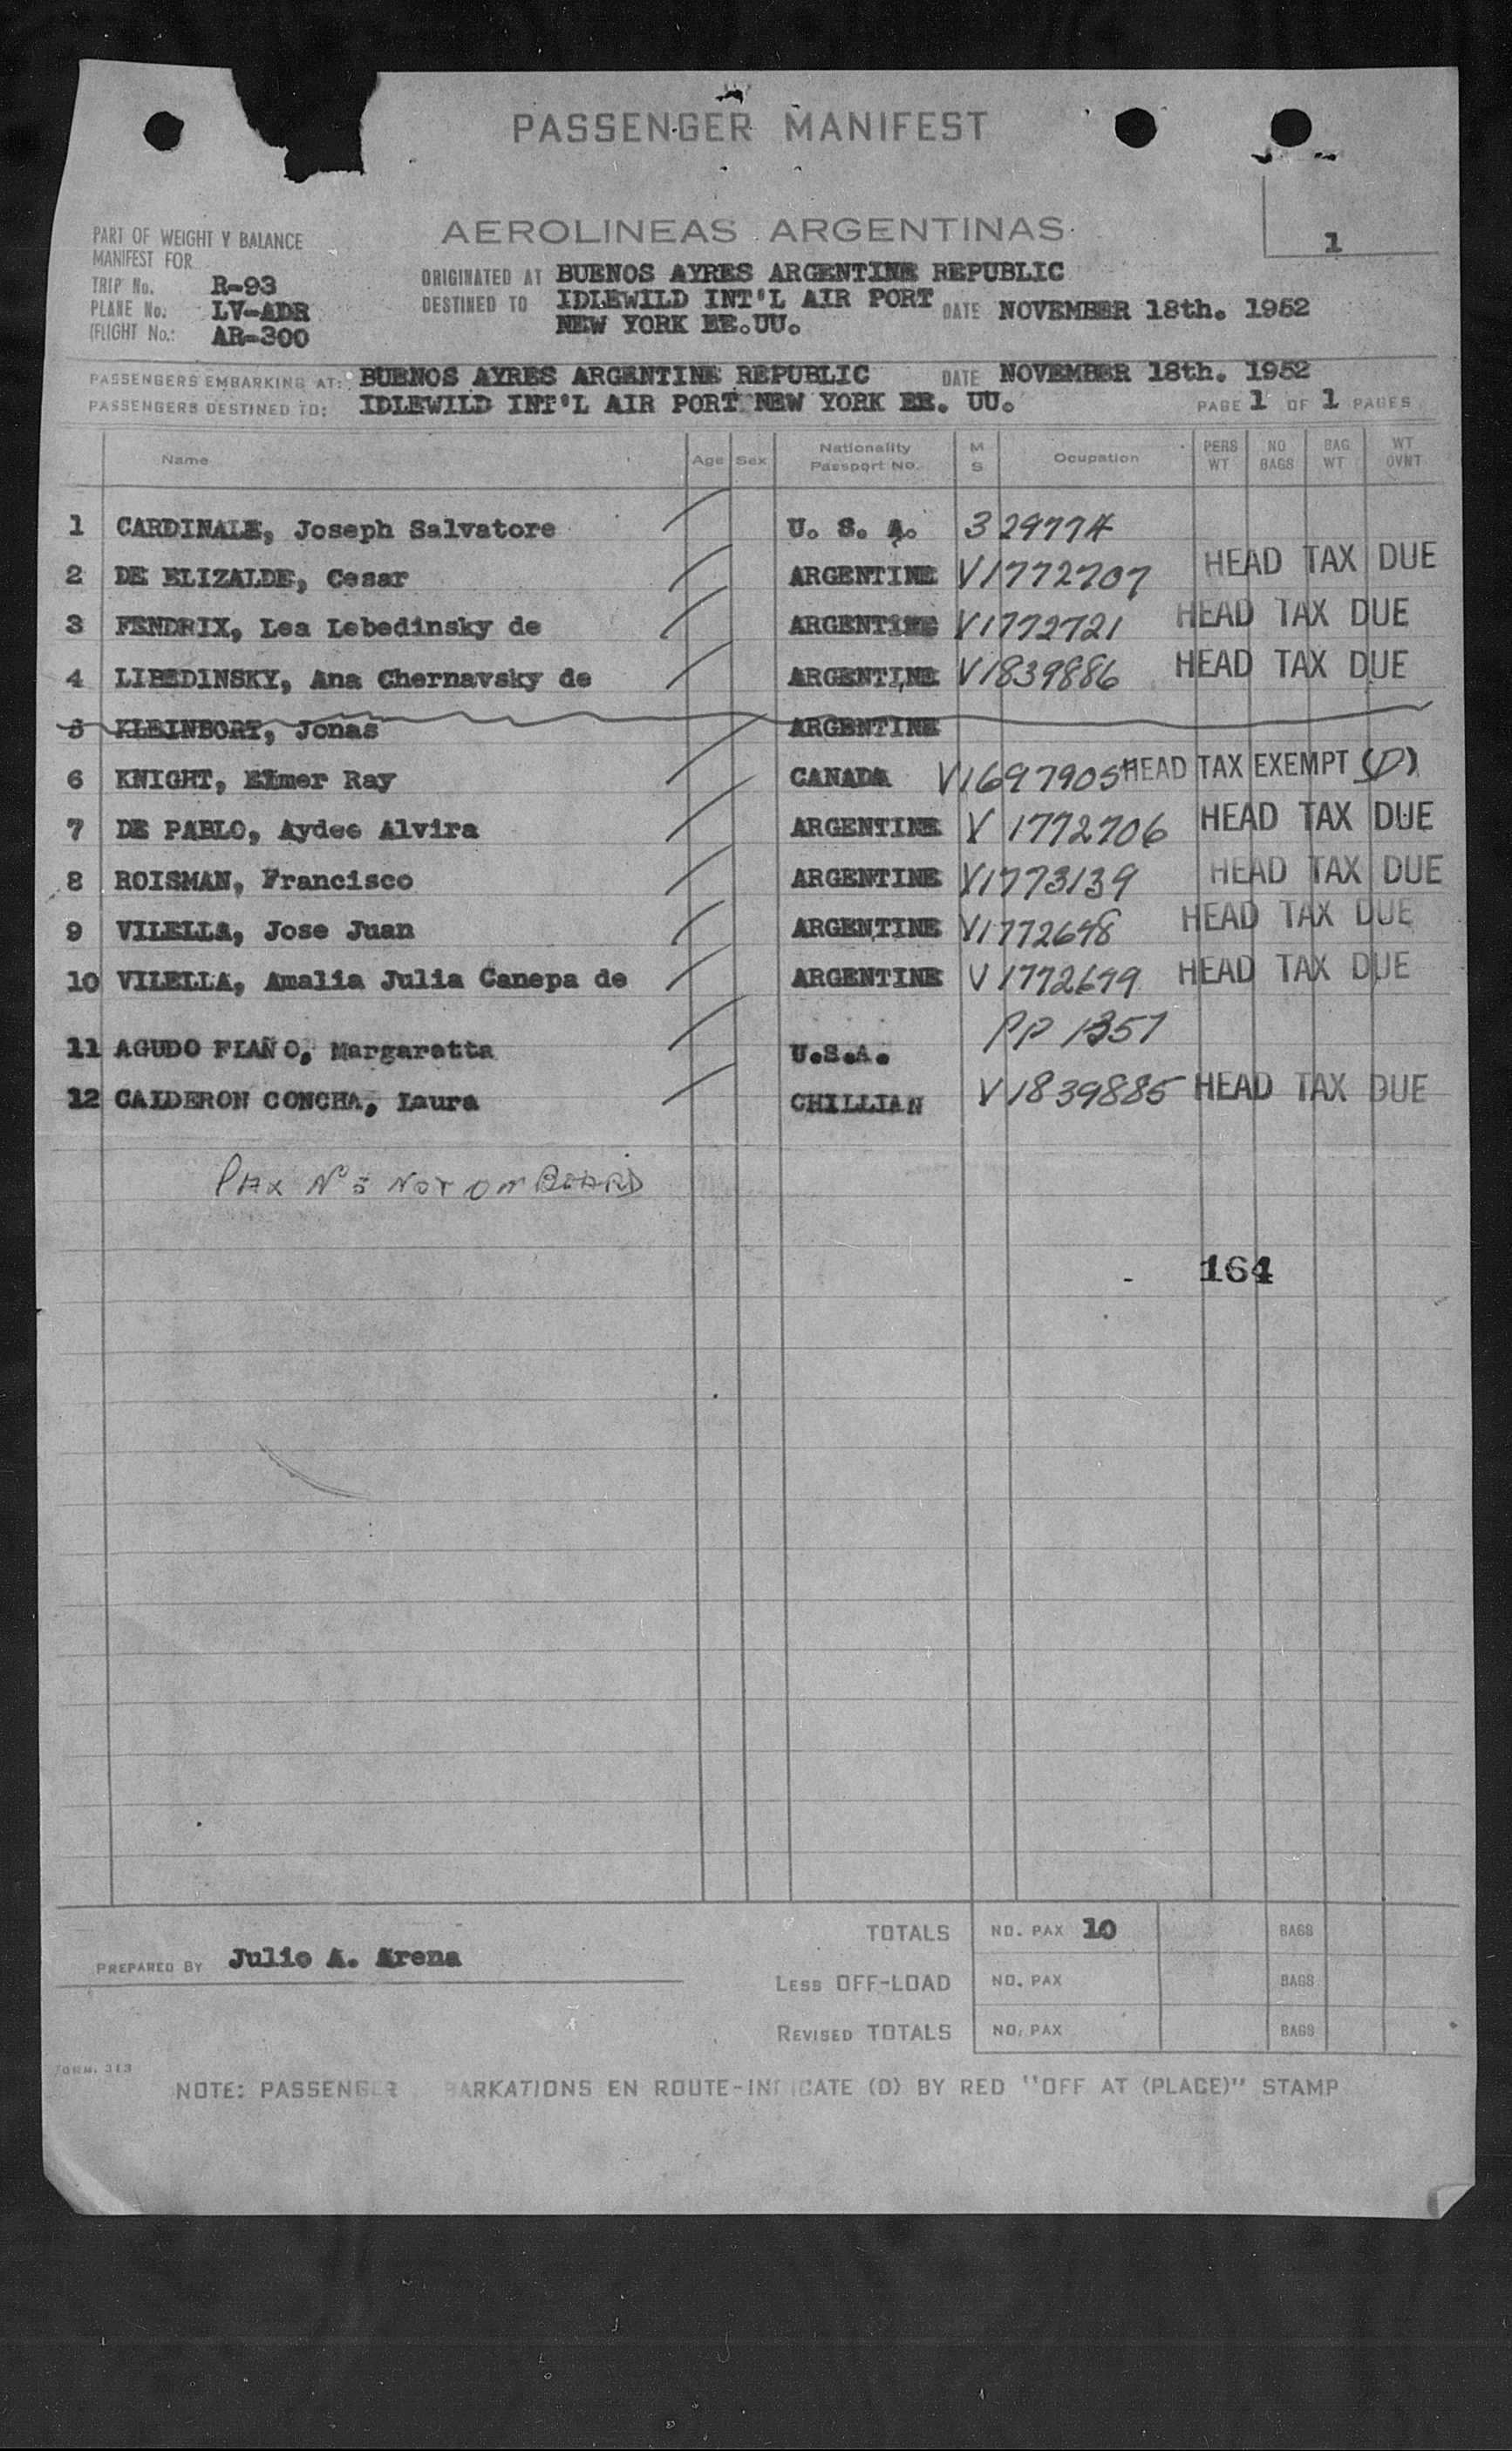 PASSENGER MANIFEST
AEROLINEAS ARGENTINAS
1
PART OF WEIGHT Y BALANCE
MANIFEST FOR
TRIP No. R-93
PLANE No. LV-ADR
(FLIGHT No.: AR-300
ORIGINATED AT BUENOS AYRES ARGENTINE REPUBLIC
DESTINED TO IDLEWILD INT'L AIR PORT DATE NOVEMBER 18th. 1952
NEW YORK EE.UU.
PASSENGERS EMBARKING AT: BUENOS AYRES ARGENTINE REPUBLIC DATE NOVEMBER 18th. 1952
PASSENGERS DESTINED TO: IDLEWILD INT'L AIR PORT NEW YORK EE. UU. PAGE 1 OF 1 PAGES
Name Age Sex Nationality Passport No. M S Ocupation PERS WT NO BAGS BAG WT WT OVNT
1 CARDINALE, Joseph Salvatore U. S. A. 329774
2 DE ELIZALDE, Cesar ARGENTINE V1772707 HEAD TAX DUE
3 FENDRIX, Lea Lebedinsky de ARGENTINE V1772721 HEAD TAX DUE
4 LIBEDINSKY, Ana Chernavsky de ARGENTINE V1839886 HEAD TAX DUE
5 KLEINBORT, Jonas ARGENTINE
6 KNIGHT, Elmer Ray CANADA V1697905 HEAD TAX EXEMPT (D)
7 DE PABLO, Aydee Alvira ARGENTINE V1772706 HEAD TAX DUE
8 ROISMAN, Francisco ARGENTINE V1773139 HEAD TAX DUE
9 VILELLA, Jose Juan ARGENTINE V1772698 HEAD TAX DUE
10 VILELLA, Amalia Julia Canepa de ARGENTINE V1772699 HEAD TAX DUE
11 AGUDO FIAÑO, Margaretta U.S.A. PP 1357
12 CALDERON CONCHA, Laura CHILLIAN V1839885 HEAD TAX DUE
PAX Nº 5 NOT ON BOARD
164
TOTALS NO. PAX 10 BAGS
PREPARED BY Julio A. Arena
LESS OFF-LOAD NO. PAX BAGS
REVISED TOTALS NO. PAX BAGS
FORM. 313
NOTE: PASSENGER BARKATIONS EN ROUTE-INDICATE (D) BY RED "OFF AT (PLACE)" STAMP